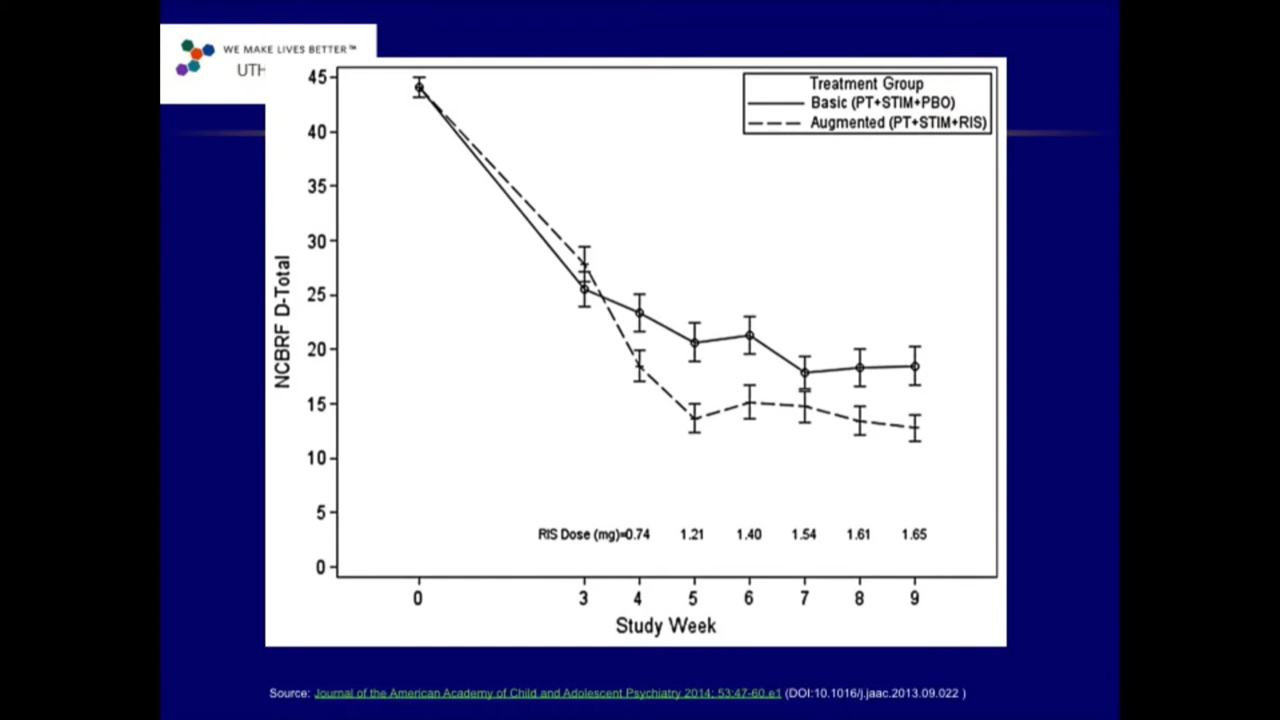 WE MAKE LIVES BETTER™
UTH
Treatment Group
Basic (PT+STIM+PBO)
Augmented (PT+STIM+RIS)
NCBRF D-Total
45
40
35
30
25
20
15
10
5
0
RIS Dose (mg)=0.74 1.21 1.40 1.54 1.61 1.65
0 3 4 5 6 7 8 9
Study Week
Source: Journal of the American Academy of Child and Adolescent Psychiatry 2014; 53:47-60.e1 (DOI:10.1016/j.jaac.2013.09.022 )